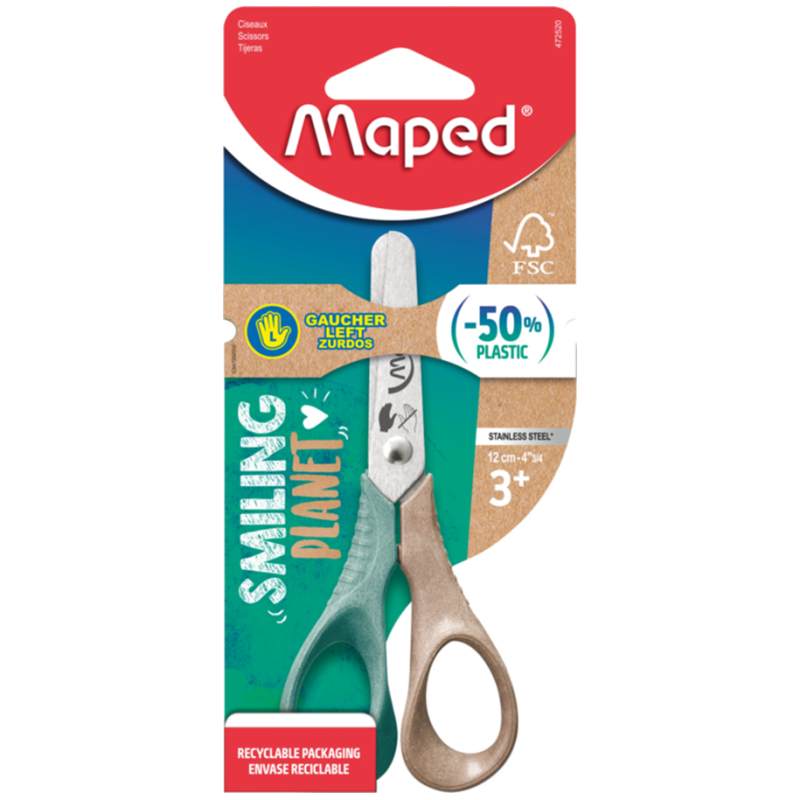 Ciseaux
Scissors
Tijeras
472520
Maped®
FSC™
L
GAUCHER
LEFT
ZURDOS
(-50%)
PLASTIC
SMILING
PLANET
STAINLESS STEEL*
12 cm - 4" 3/4
3+
RECYCLABLE PACKAGING
ENVASE RECICLABLE